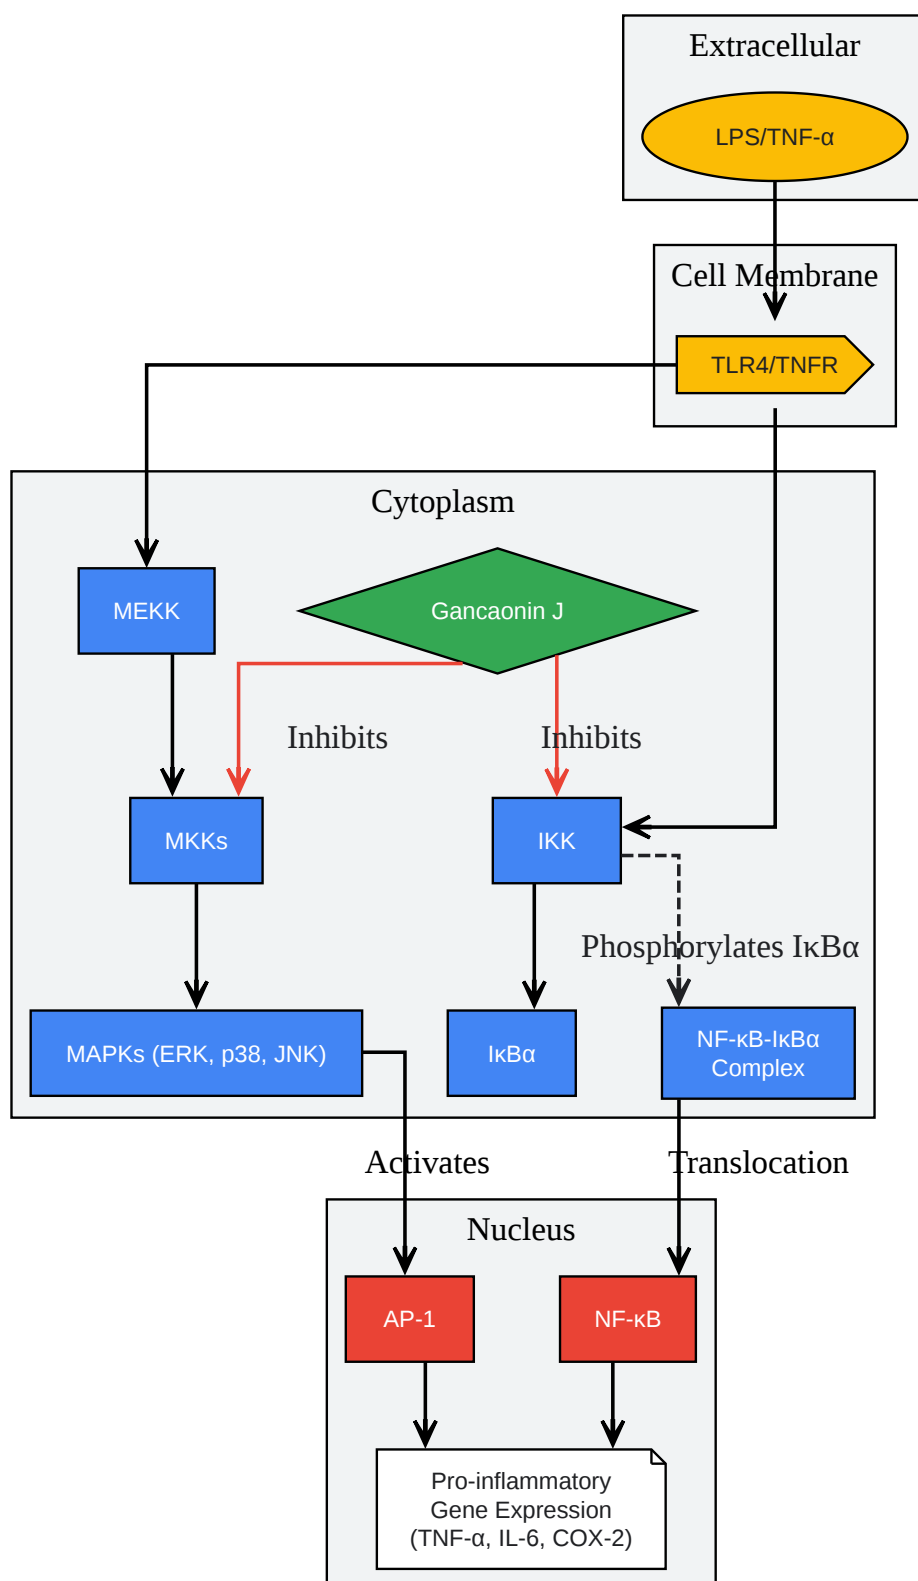 Extracellular
LPS/TNF-α
Cell Membrane
TLR4/TNFR
Cytoplasm
MEKK
Gancaonin J
Inhibits
Inhibits
MKKs
IKK
Phosphorylates IκBα
MAPKs (ERK, p38, JNK)
IκBα
NF-κB-IκBα
Complex
Activates
Translocation
Nucleus
AP-1
NF-κB
Pro-inflammatory
Gene Expression
(TNF-α, IL-6, COX-2)